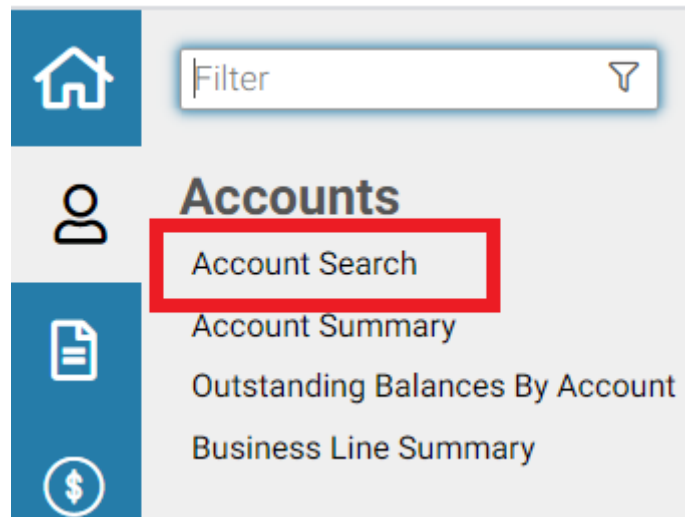 Filter
Accounts
Account Search
Account Summary
Outstanding Balances By Account
Business Line Summary
$